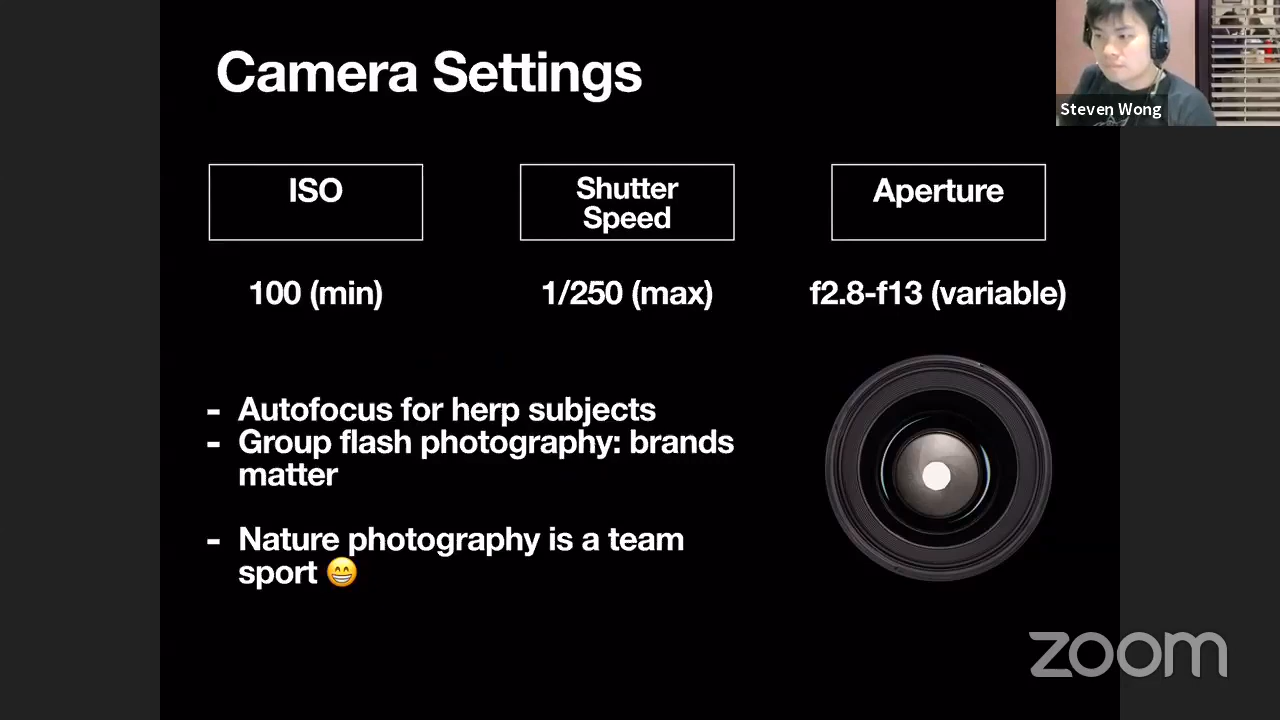 Camera Settings
Steven Wong
ISO
Shutter
Speed
Aperture
100 (min)
1/250 (max)
f2.8-f13 (variable)
- Autofocus for herp subjects
- Group flash photography: brands
matter
- Nature photography is a team
sport 😁
zoom